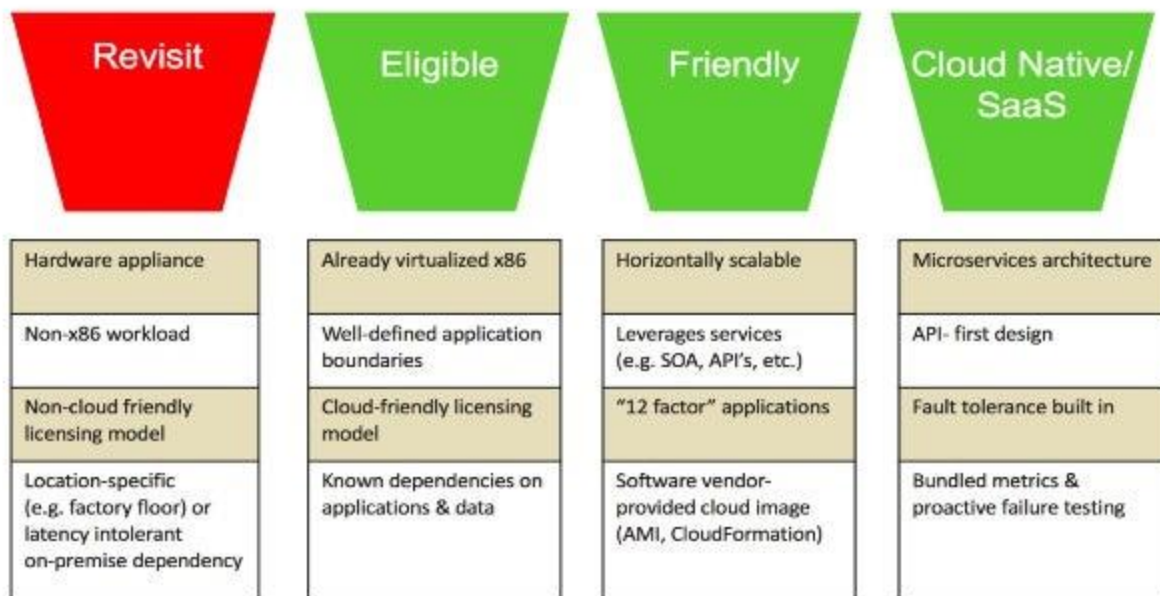 Revisit
Eligible
Friendly
Cloud Native/
SaaS
Hardware appliance
Non-x86 workload
Non-cloud friendly
licensing model
Location-specific
(e.g. factory floor) or
latency intolerant
on-premise dependency
Already virtualized x86
Well-defined application
boundaries
Cloud-friendly licensing
model
Known dependencies on
applications & data
Horizontally scalable
Leverages services
(e.g. SOA, API's, etc.)
"12 factor" applications
Software vendor-
provided cloud image
(AMI, CloudFormation)
Microservices architecture
API- first design
Fault tolerance built in
Bundled metrics &
proactive failure testing